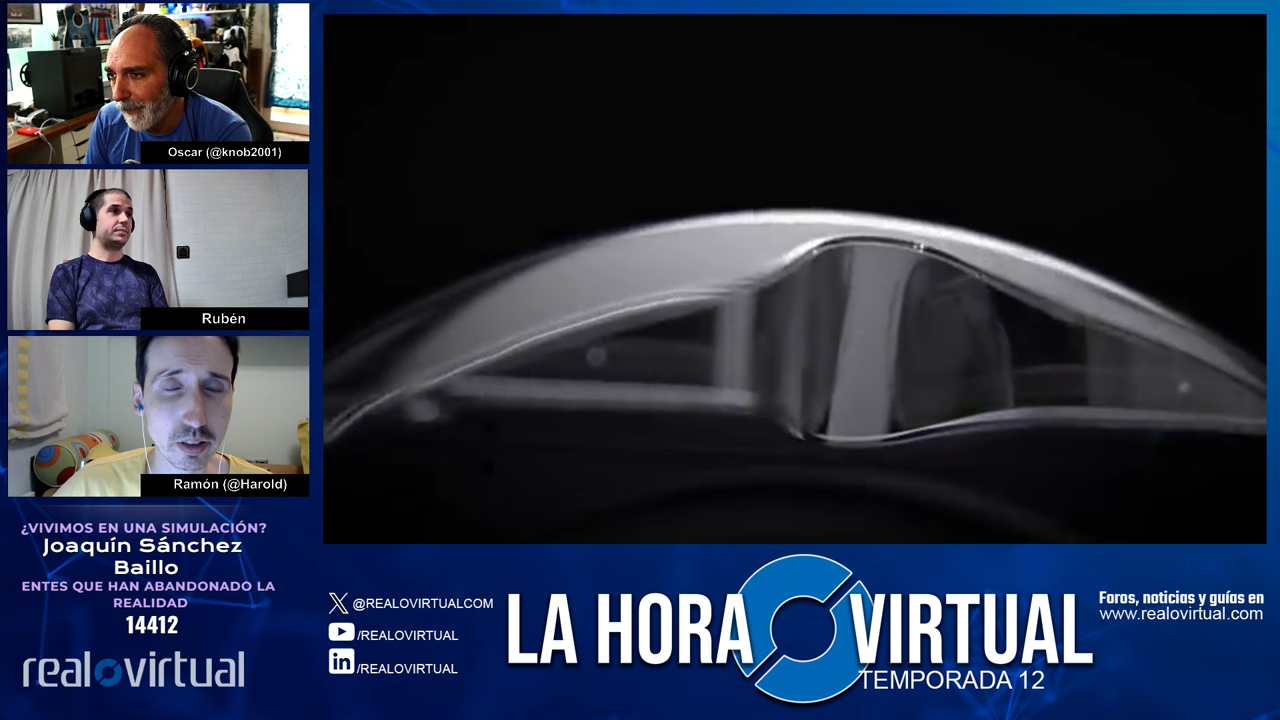 Oscar (@knob2001)
Rubén
Ramón (@Harold)
¿VIVIMOS EN UNA SIMULACIÓN?
Joaquín Sánchez
Baillo
ENTES QUE HAN ABANDONADO LA
REALIDAD
14412
realovirtual
@REALOVIRTUALCOM
/REALOVIRTUAL
/REALOVIRTUAL
LA HORA VIRTUAL
TEMPORADA 12
Foros, noticias y guías en
www.realovirtual.com